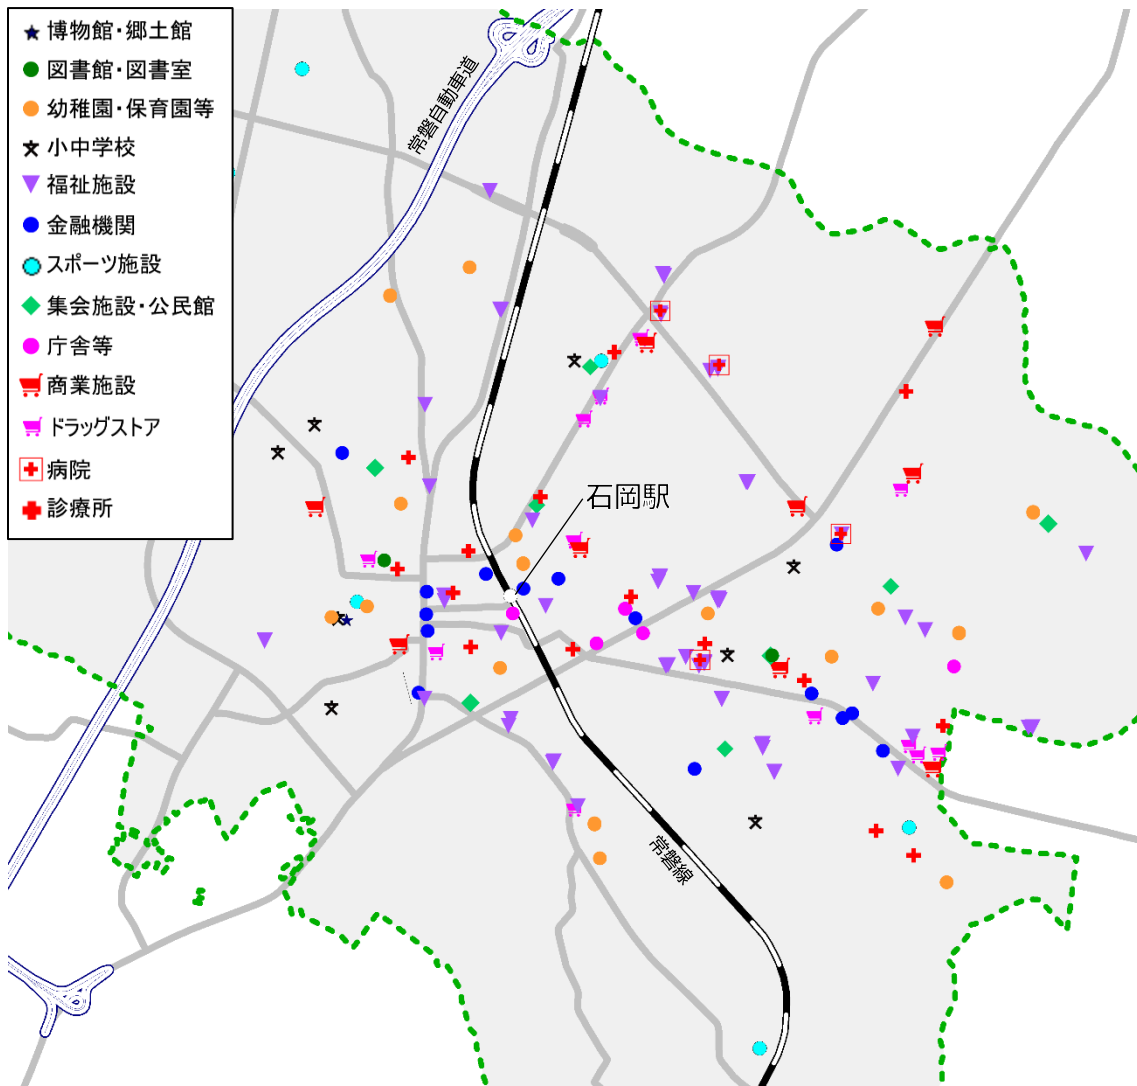 博物館・郷土館
図書館・図書室
幼稚園・保育園等
小中学校
福祉施設
金融機関
スポーツ施設
集会施設・公民館
庁舎等
商業施設
ドラッグストア
病院
診療所
常磐自動車道
石岡駅
常磐線